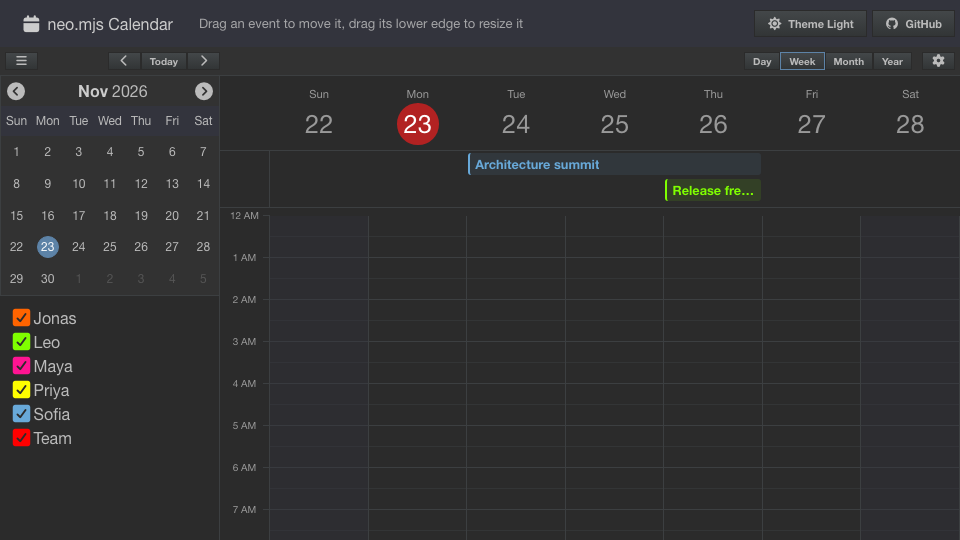 neo.mjs Calendar
Drag an event to move it, drag its lower edge to resize it
Theme Light
GitHub
Today
Day Week Month Year
Nov 2026
Sun Mon Tue Wed Thu Fri Sat
1 2 3 4 5 6 7
8 9 10 11 12 13 14
15 16 17 18 19 20 21
22 23 24 25 26 27 28
29 30 1 2 3 4 5
Jonas
Leo
Maya
Priya
Sofia
Team
Sun Mon Tue Wed Thu Fri Sat
22 23 24 25 26 27 28
Architecture summit
Release fre...
12 AM
1 AM
2 AM
3 AM
4 AM
5 AM
6 AM
7 AM